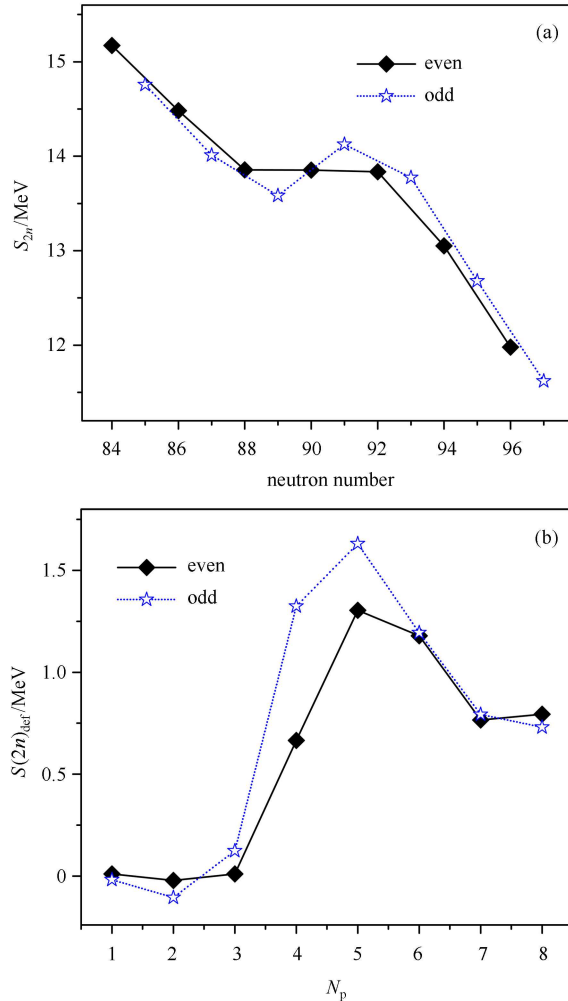 (a)
even
odd
15
14
13
12
S2n/MeV
84 86 88 90 92 94 96
neutron number
(b)
even
odd
1.5
1.0
0.5
0
S(2n)def/MeV
1 2 3 4 5 6 7 8
Np